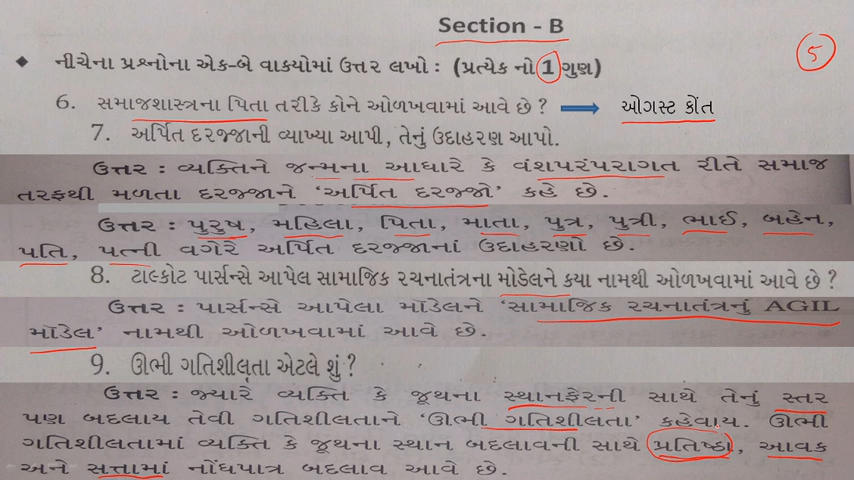 Section - B
૫
◆ નીચેના પ્રશ્નોના એક-બે વાક્યોમાં ઉત્તર લખો : (પ્રત્યેક નો 1 ગુણ)
6. સમાજશાસ્ત્રના પિતા તરીકે કોને ઓળખવામાં આવે છે ? ઓગસ્ટ કોંત
7. અર્પિત દરજ્જાની વ્યાખ્યા આપી, તેનું ઉદાહરણ આપો.
ઉત્તર : વ્યક્તિને જન્મના આધારે કે વંશપરંપરાગત રીતે સમાજ
તરફથી મળતા દરજ્જાને ‘અર્પિત દરજ્જો’ કહે છે.
ઉત્તર : પુરુષ, મહિલા, પિતા, માતા, પુત્ર, પુત્રી, ભાઈ, બહેન,
પતિ, પત્ની વગેરે અર્પિત દરજ્જાનાં ઉદાહરણો છે.
8. ટાલ્કોટ પાર્સન્સે આપેલ સામાજિક રચનાતંત્રના મોડેલને કયા નામથી ઓળખવામાં આવે છે ?
ઉત્તર : પાર્સન્સે આપેલા મૉડેલને ‘સામાજિક રચનાતંત્રનું AGIL
મૉડેલ’ નામથી ઓળખવામાં આવે છે.
9. ઊભી ગતિશીલતા એટલે શું ?
ઉત્તર : જ્યારે વ્યક્તિ કે જૂથના સ્થાનફેરની સાથે તેનું સ્તર
પણ બદલાય તેવી ગતિશીલતાને ‘ઊભી ગતિશીલતા’ કહેવાય. ઊભી
ગતિશીલતામાં વ્યક્તિ કે જૂથના સ્થાન બદલાવની સાથે પ્રતિષ્ઠા, આવક
અને સત્તામાં નોંધપાત્ર બદલાવ આવે છે.